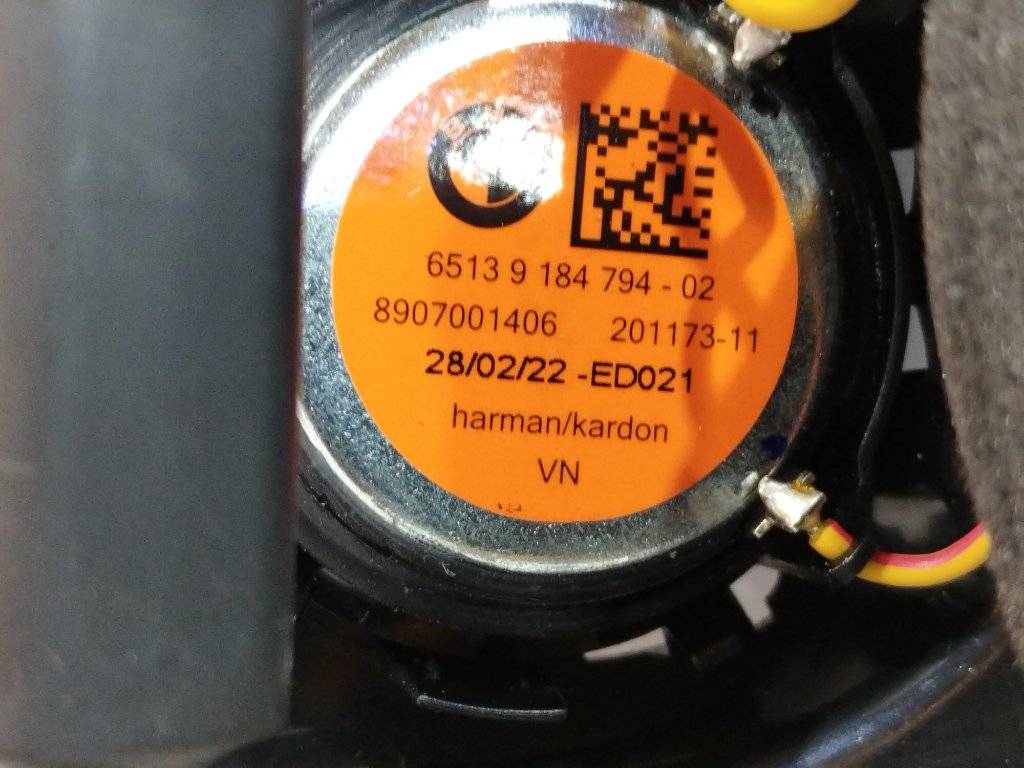 6513 9 184 794 - 02
8907001406 201173-11
28/02/22 -ED021
harman/kardon
VN